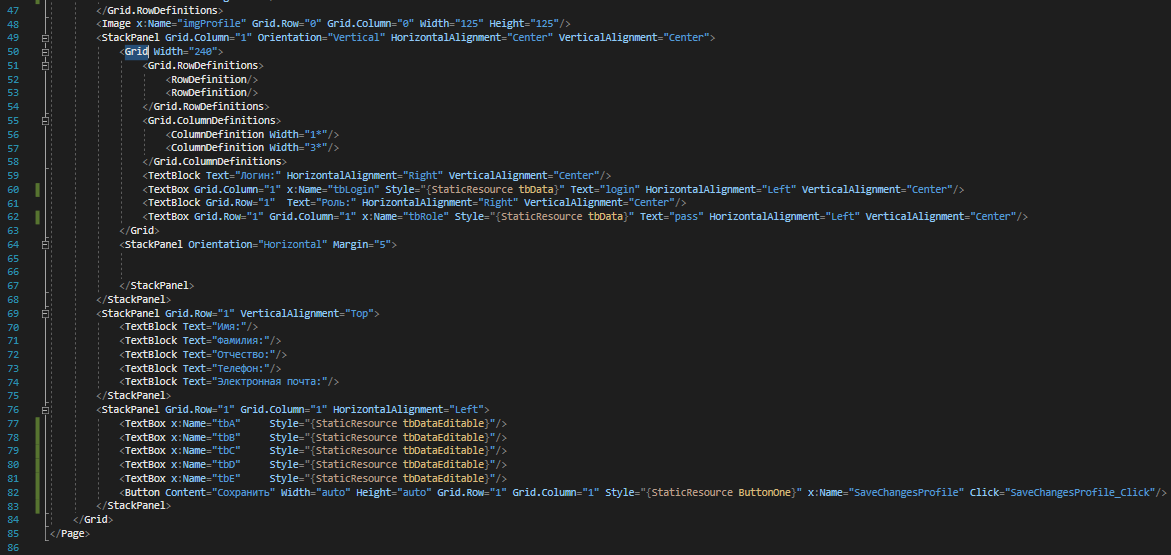 47 </Grid.RowDefinitions>
48 <Image x:Name="imgProfile" Grid.Row="0" Grid.Column="0" Width="125" Height="125"/>
49 <StackPanel Grid.Column="1" Orientation="Vertical" HorizontalAlignment="Center" VerticalAlignment="Center">
50 <Grid Width="240">
51 <Grid.RowDefinitions>
52 <RowDefinition/>
53 <RowDefinition/>
54 </Grid.RowDefinitions>
55 <Grid.ColumnDefinitions>
56 <ColumnDefinition Width="1*"/>
57 <ColumnDefinition Width="3*"/>
58 </Grid.ColumnDefinitions>
59 <TextBlock Text="Логин:" HorizontalAlignment="Right" VerticalAlignment="Center"/>
60 <TextBox Grid.Column="1" x:Name="tbLogin" Style="{StaticResource tbData}" Text="login" HorizontalAlignment="Left" VerticalAlignment="Center"/>
61 <TextBlock Grid.Row="1"  Text="Роль:" HorizontalAlignment="Right" VerticalAlignment="Center"/>
62 <TextBox Grid.Row="1" Grid.Column="1" x:Name="tbRole" Style="{StaticResource tbData}" Text="pass" HorizontalAlignment="Left" VerticalAlignment="Center"/>
63 </Grid>
64 <StackPanel Orientation="Horizontal" Margin="5">
65
66
67 </StackPanel>
68 </StackPanel>
69 <StackPanel Grid.Row="1" VerticalAlignment="Top">
70 <TextBlock Text="Имя:"/>
71 <TextBlock Text="Фамилия:"/>
72 <TextBlock Text="Отчество:"/>
73 <TextBlock Text="Телефон:"/>
74 <TextBlock Text="Электронная почта:"/>
75 </StackPanel>
76 <StackPanel Grid.Row="1" Grid.Column="1" HorizontalAlignment="Left">
77 <TextBox x:Name="tbA"     Style="{StaticResource tbDataEditable}"/>
78 <TextBox x:Name="tbB"     Style="{StaticResource tbDataEditable}"/>
79 <TextBox x:Name="tbC"     Style="{StaticResource tbDataEditable}"/>
80 <TextBox x:Name="tbD"     Style="{StaticResource tbDataEditable}"/>
81 <TextBox x:Name="tbE"     Style="{StaticResource tbDataEditable}"/>
82 <Button Content="Сохранить" Width="auto" Height="auto" Grid.Row="1" Grid.Column="1" Style="{StaticResource ButtonOne}" x:Name="SaveChangesProfile" Click="SaveChangesProfile_Click"/>
83 </StackPanel>
84 </Grid>
85 </Page>
86